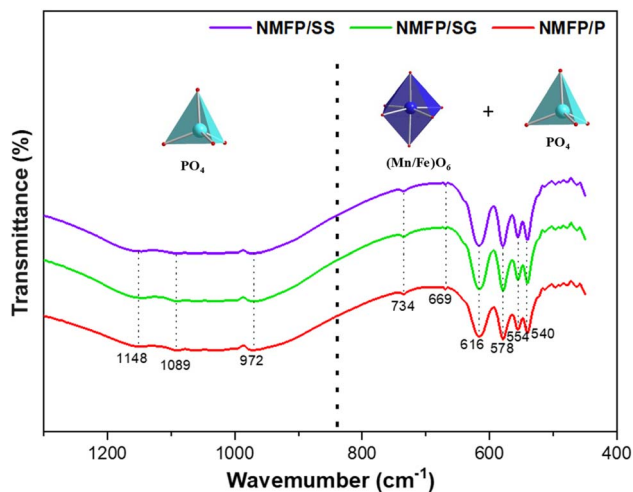 NMFP/SS NMFP/SG NMFP/P
PO4
(Mn/Fe)O6
+
PO4
Transmittance (%)
1148
1089
972
734
669
616
578
554
540
1200 1000 800 600 400
Wavemumber (cm-1)